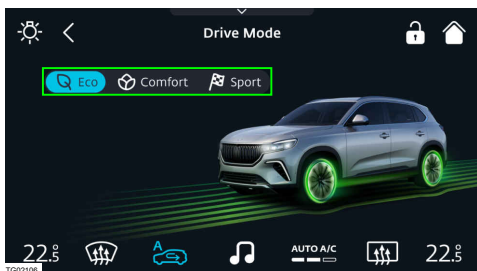 Drive Mode
Eco Comfort Sport
A
22.5 AUTO A/C 22.5
TG02106